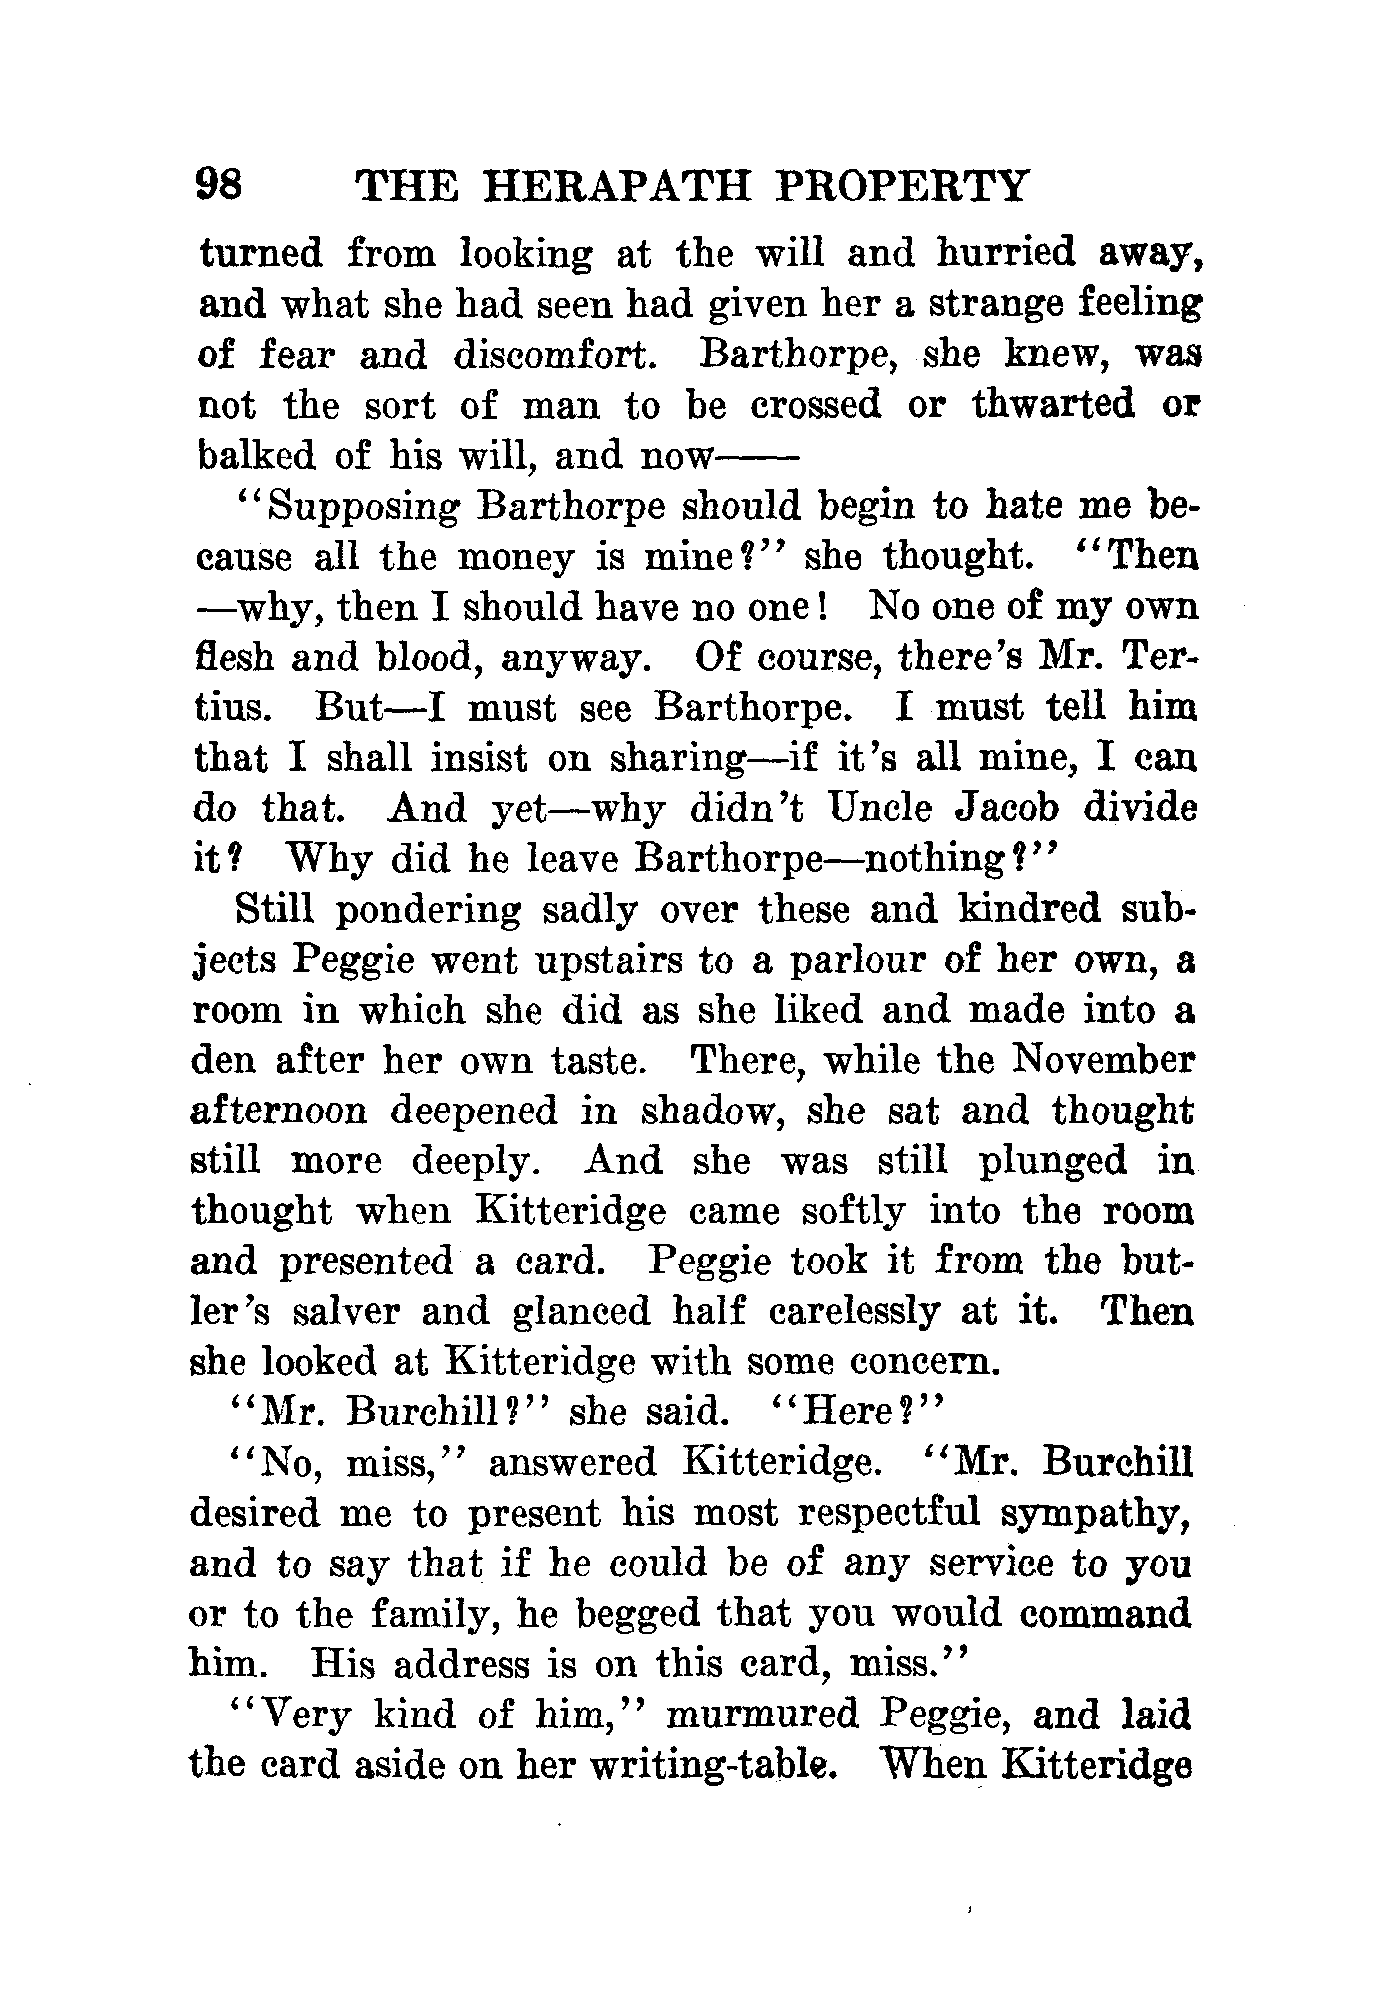 98 THE HERAPATH PROPERTY
turned from looking at the will and hurried away,
and what she had seen had given her a strange feeling
of fear and discomfort. Barthorpe, she knew, was
not the sort of man to be crossed or thwarted or
balked of his will, and now——
"Supposing Barthorpe should begin to hate me be-
cause all the money is mine?" she thought. "Then
—why, then I should have no one! No one of my own
flesh and blood, anyway. Of course, there's Mr. Ter-
tius. But—I must see Barthorpe. I must tell him
that I shall insist on sharing—if it's all mine, I can
do that. And yet—why didn't Uncle Jacob divide
it? Why did he leave Barthorpe—nothing?"
Still pondering sadly over these and kindred sub-
jects Peggie went upstairs to a parlour of her own, a
room in which she did as she liked and made into a
den after her own taste. There, while the November
afternoon deepened in shadow, she sat and thought
still more deeply. And she was still plunged in
thought when Kitteridge came softly into the room
and presented a card. Peggie took it from the but-
ler's salver and glanced half carelessly at it. Then
she looked at Kitteridge with some concern.
"Mr. Burchill?" she said. "Here?"
"No, miss," answered Kitteridge. "Mr. Burchill
desired me to present his most respectful sympathy,
and to say that if he could be of any service to you
or to the family, he begged that you would command
him. His address is on this card, miss."
"Very kind of him," murmured Peggie, and laid
the card aside on her writing-table. When Kitteridge